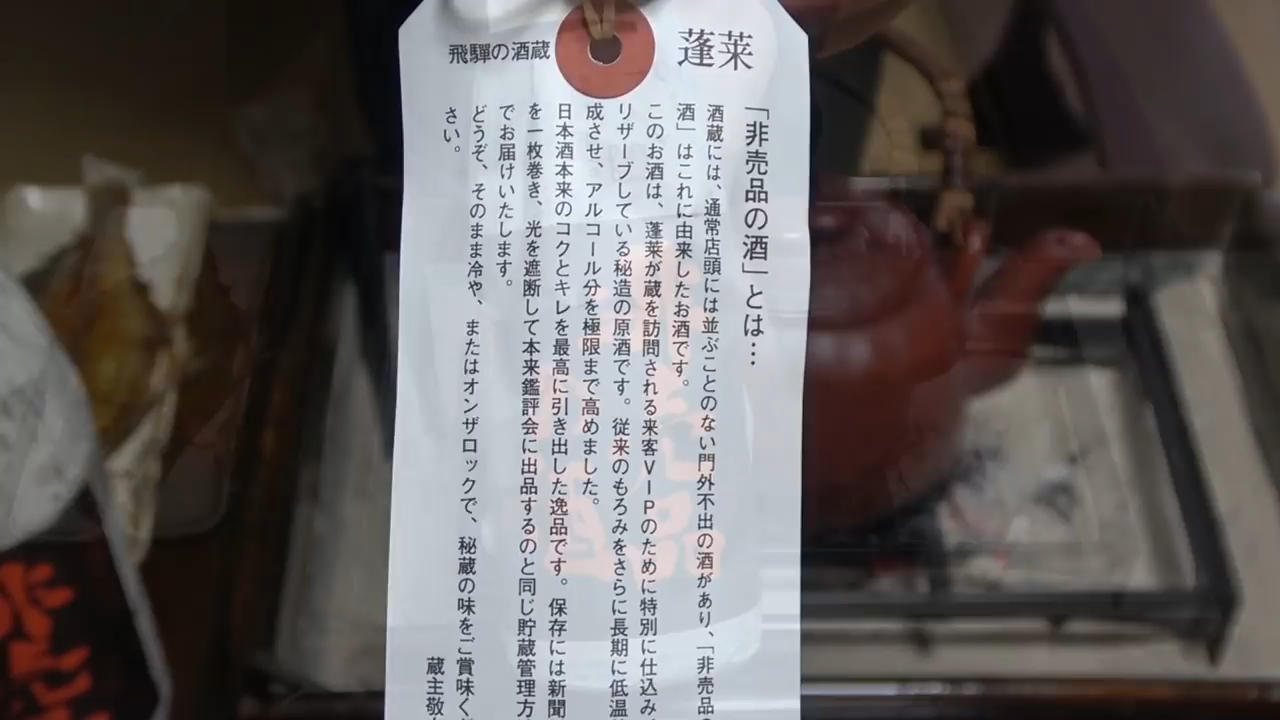 飛騨の酒蔵
蓬莱
「非売品の酒」とは…
酒蔵には、通常店頭には並ぶことのない門外不出の酒があり、「非売品の
酒」はこれに由来したお酒です。
このお酒は、蓬莱が蔵を訪問される来客VIPのために特別に仕込み
リザーブしている秘造の原酒です。従来のもろみをさらに長期に低温
成させ、アルコール分を極限まで高めました。
日本酒本来のコクとキレを最高に引き出した逸品です。保存には新聞
を一枚巻き、光を遮断して本来鑑評会に出品するのと同じ貯蔵管理方
でお届けいたします。
どうぞ、そのまま冷や、またはオンザロックで、秘蔵の味をご賞味く
さい。
蔵主敬